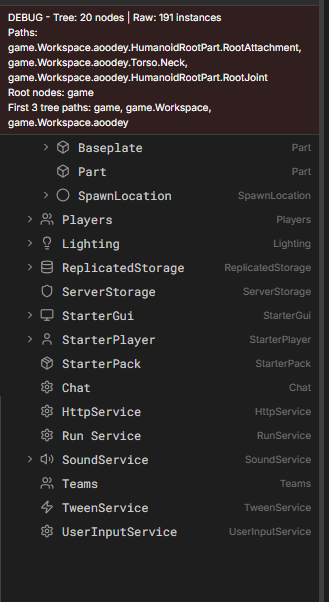 DEBUG - Tree: 20 nodes | Raw: 191 instances
Paths:
game.Workspace.aoodey.HumanoidRootPart.RootAttachment,
game.Workspace.aoodey.Torso.Neck,
game.Workspace.aoodey.HumanoidRootPart.RootJoint
Root nodes: game
First 3 tree paths: game, game.Workspace,
game.Workspace.aoodey
Baseplate Part
Part Part
SpawnLocation SpawnLocation
Players Players
Lighting Lighting
ReplicatedStorage ReplicatedStorage
ServerStorage ServerStorage
StarterGui StarterGui
StarterPlayer StarterPlayer
StarterPack StarterPack
Chat Chat
HttpService HttpService
Run Service RunService
SoundService SoundService
Teams Teams
TweenService TweenService
UserInputService UserInputService